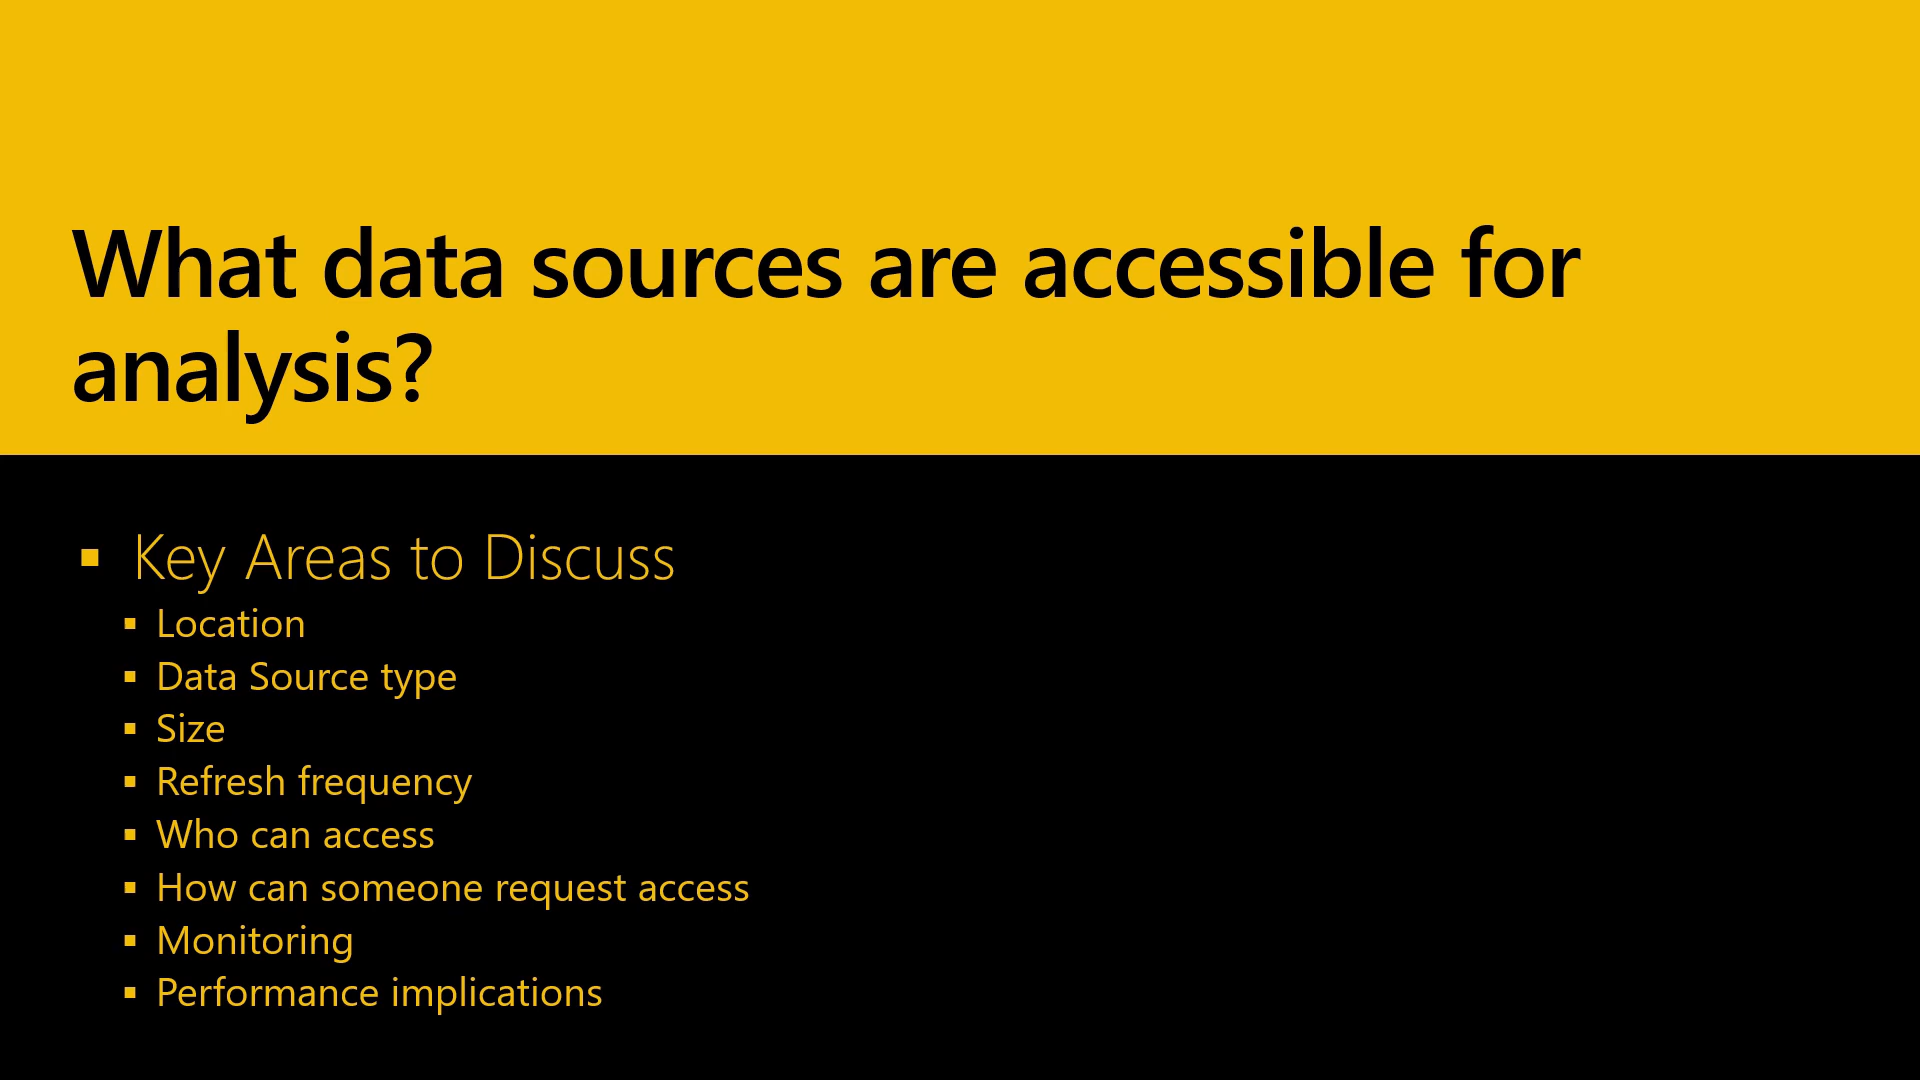 What data sources are accessible for
analysis?
▪ Key Areas to Discuss
▪ Location
▪ Data Source type
▪ Size
▪ Refresh frequency
▪ Who can access
▪ How can someone request access
▪ Monitoring
▪ Performance implications